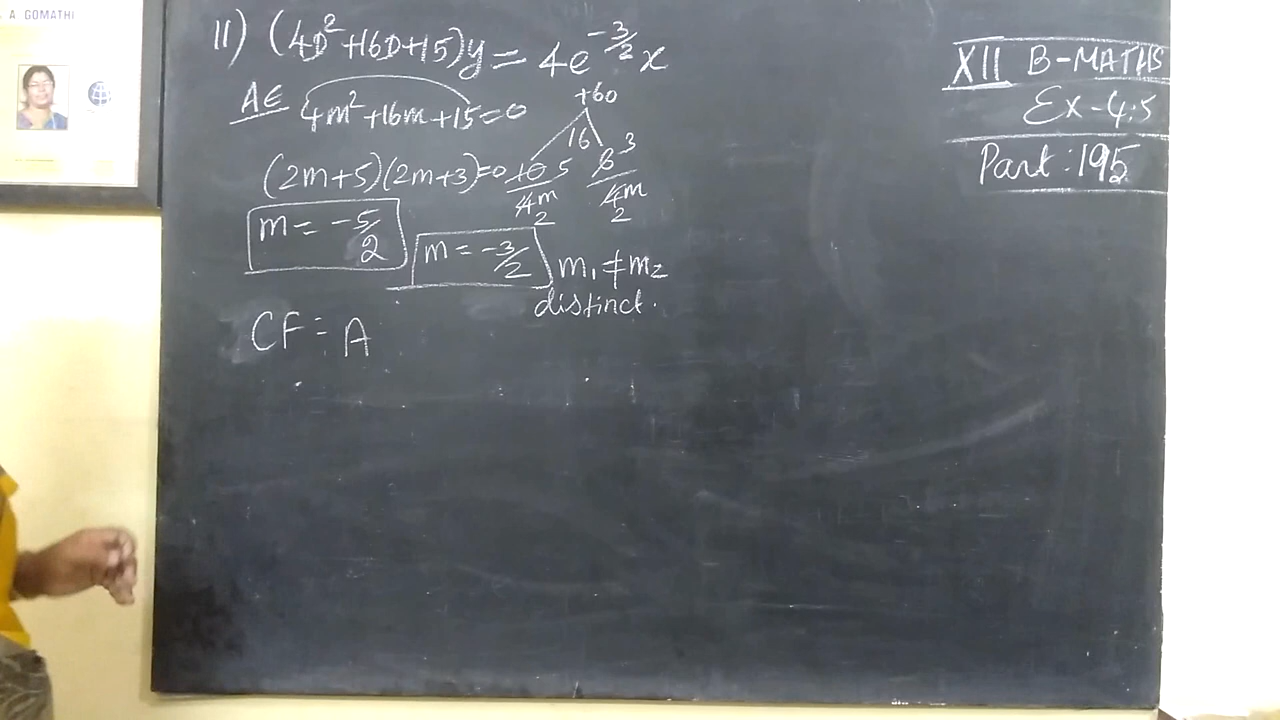 A GOMATHI
11) (4D²+16D+15)y = 4e^{-3/2 x}
AE 4m²+16m+15=0
+60
16
(2m+5)(2m+3)=0 10 5 6 3
4m 4m
2 2
m = -5/2 m = -3/2 m₁ ≠ m₂
distinct.
CF = A
XII B-MATHS
Ex-4.5
Part:195